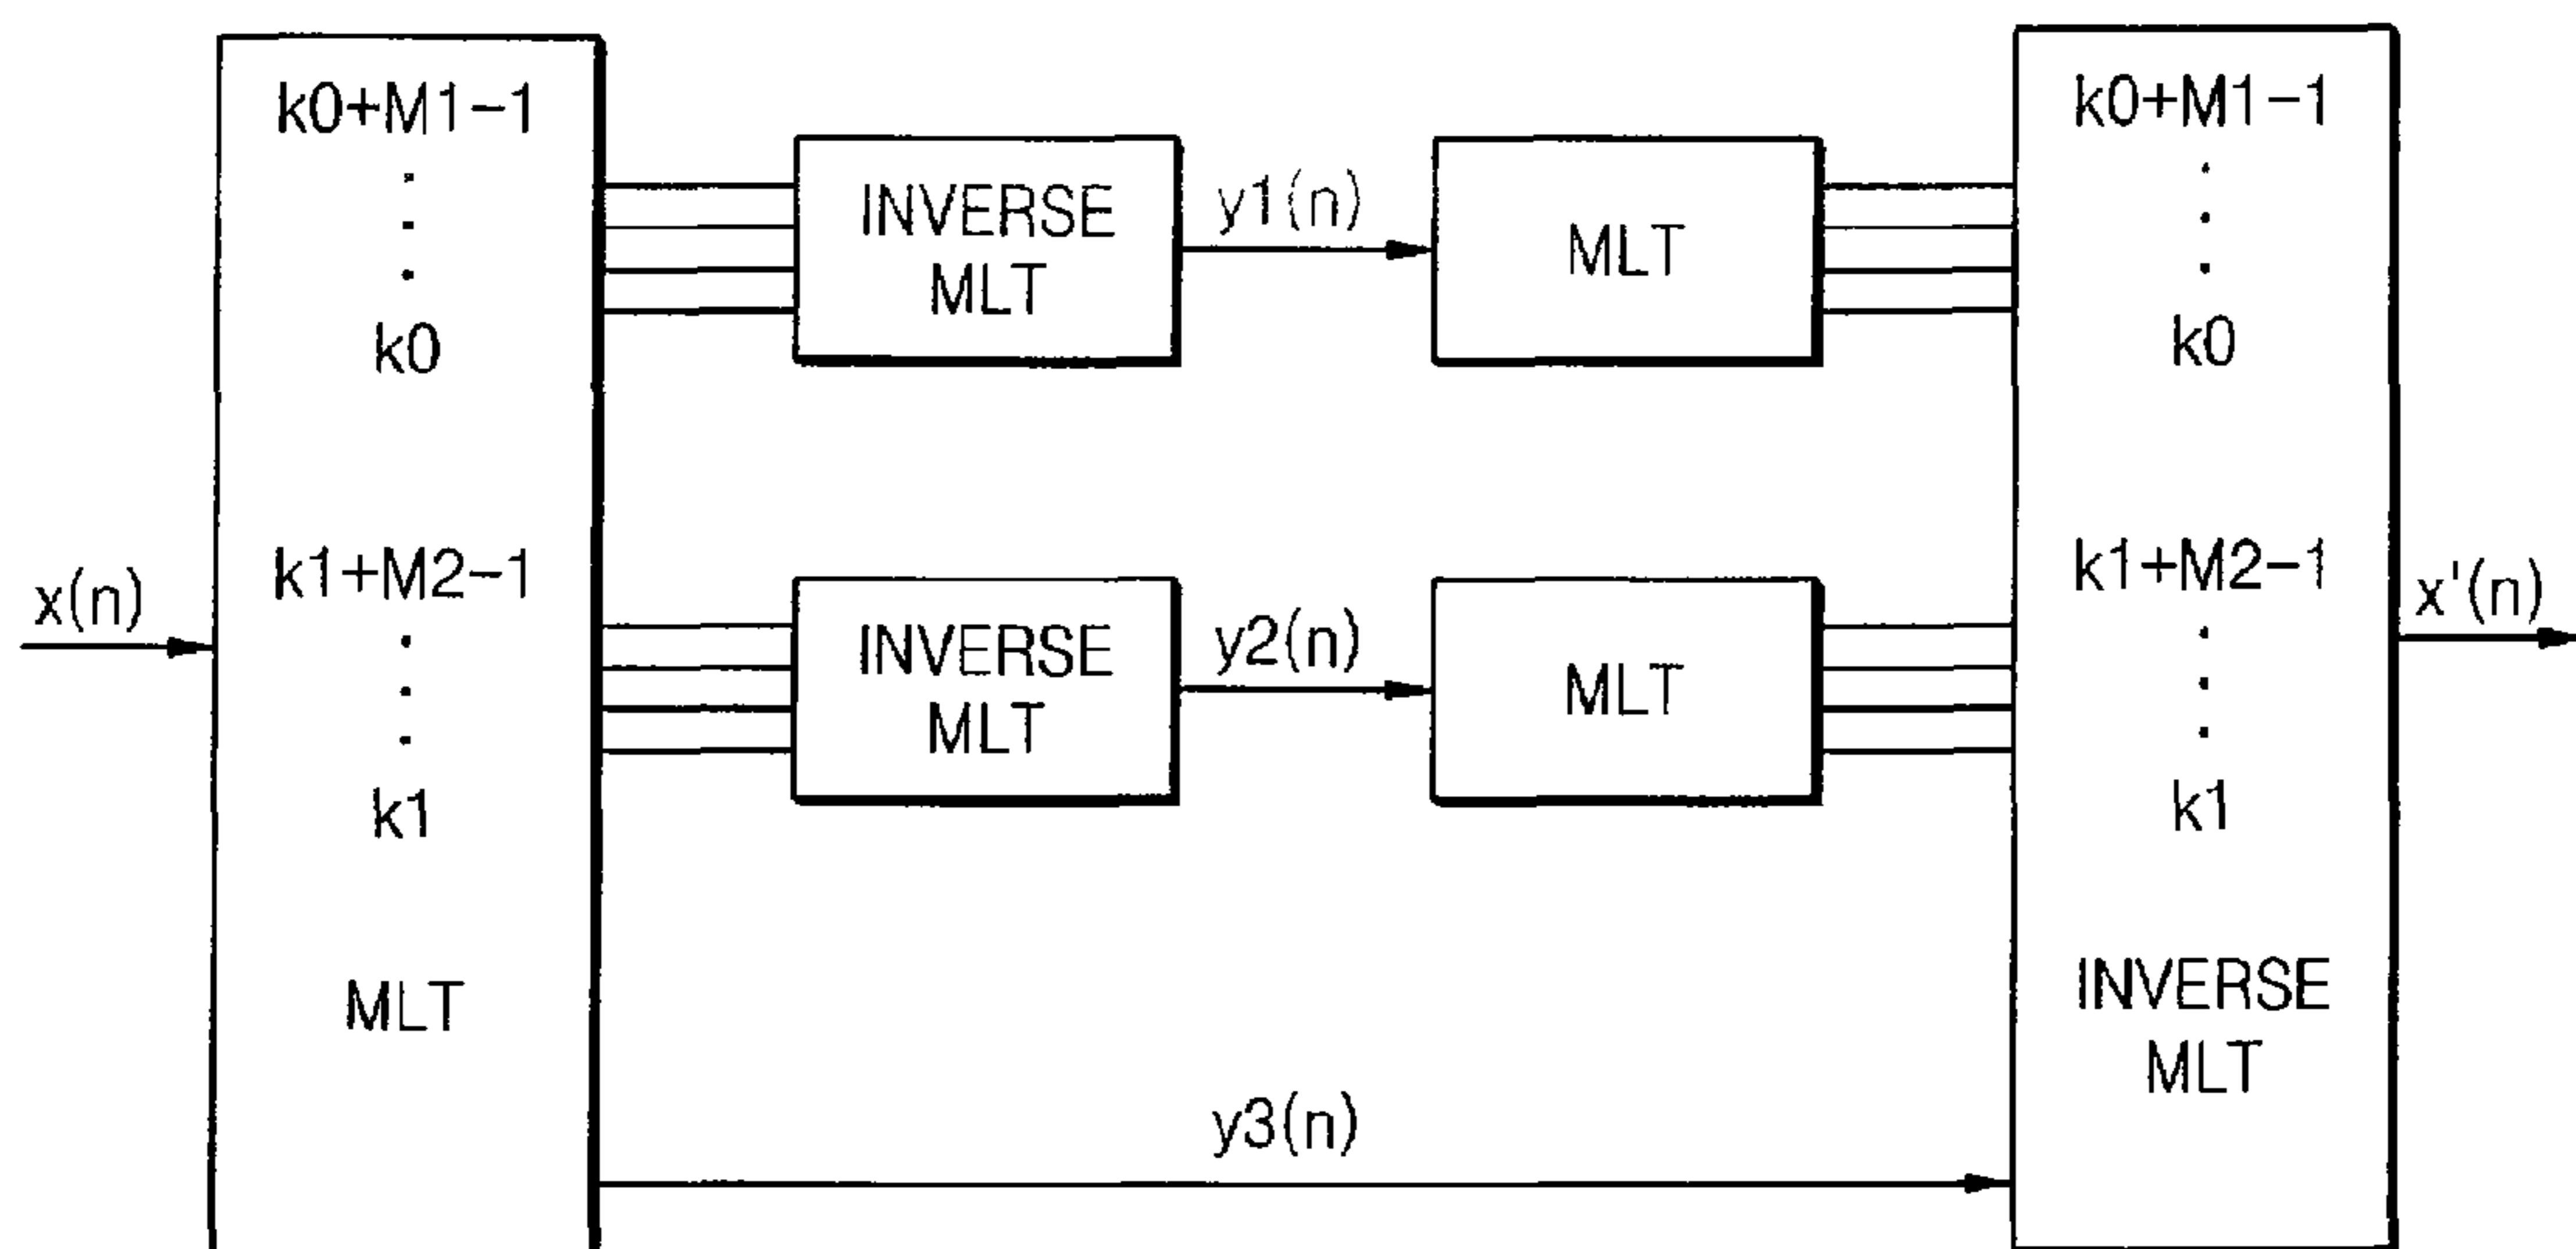 k0+M1-1
k0
k1+M2-1
k1
MLT
x(n)
INVERSE
MLT
y1(n)
MLT
INVERSE
MLT
y2(n)
MLT
y3(n)
k0+M1-1
k0
k1+M2-1
k1
INVERSE
MLT
x'(n)